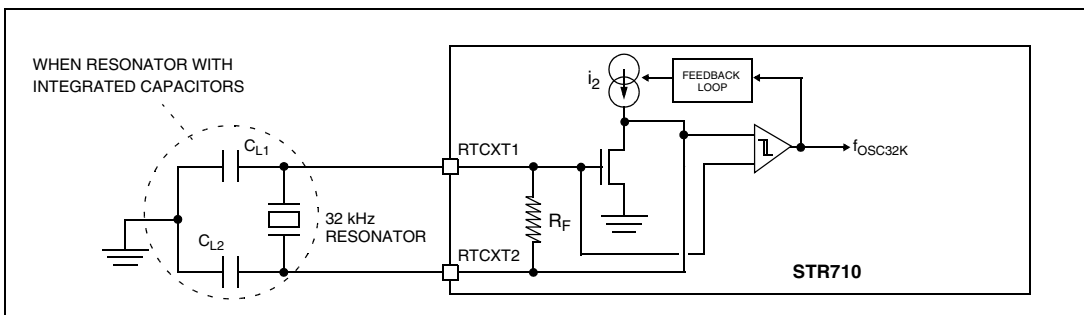 WHEN RESONATOR WITH
INTEGRATED CAPACITORS
i2
FEEDBACK
LOOP
CL1
RTCXT1
fOSC32K
32 kHz
RESONATOR
RF
CL2
RTCXT2
STR710